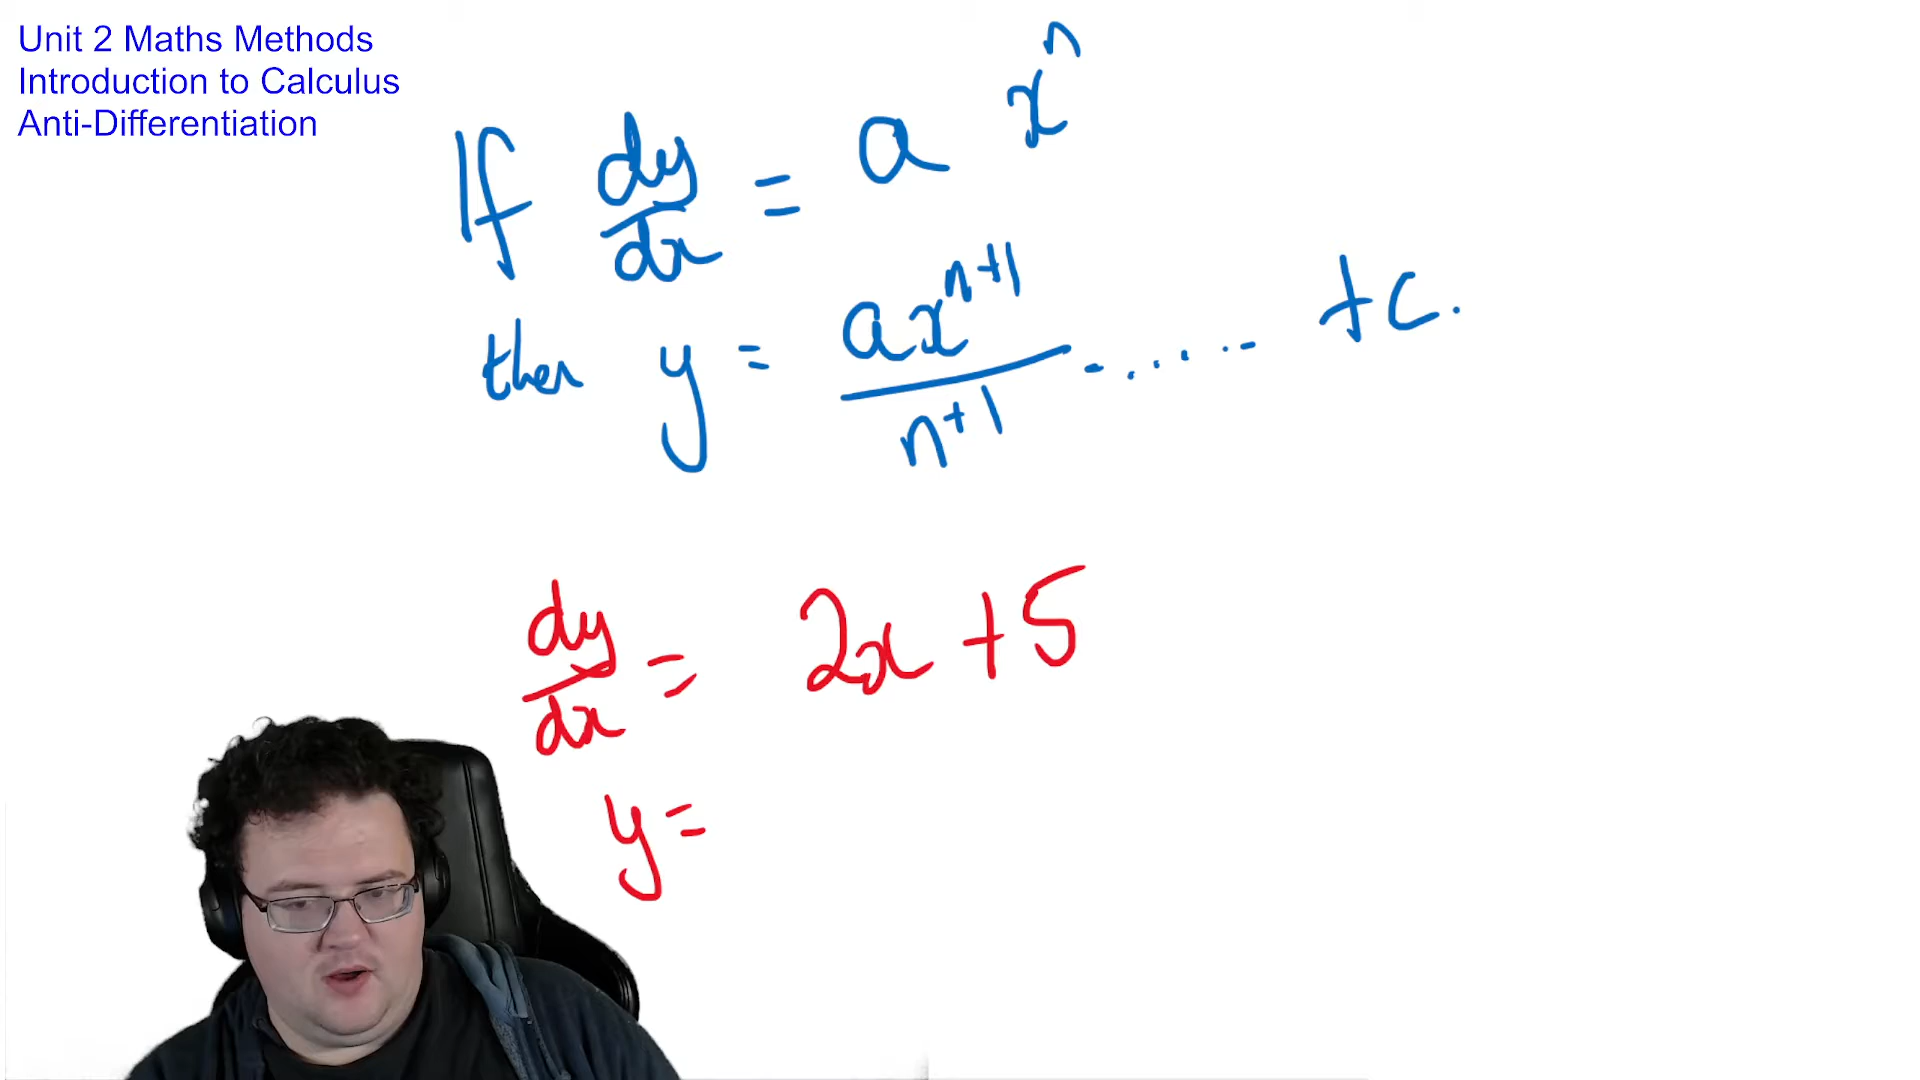 Unit 2 Maths Methods
Introduction to Calculus
Anti-Differentiation
If dy/dx = a x^n
then y = ax^(n+1)/(n+1) ....... + c.
dy/dx = 2x + 5
y =